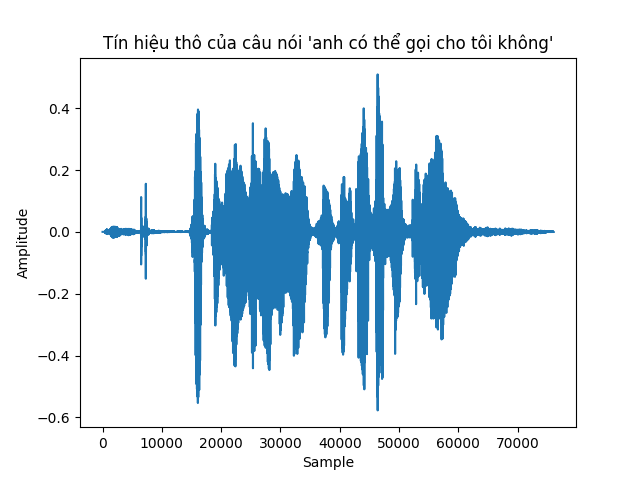 Tín hiệu thô của câu nói 'anh có thể gọi cho tôi không'
0.4
0.2
0.0
−0.2
−0.4
−0.6
Amplitude
0 10000 20000 30000 40000 50000 60000 70000
Sample